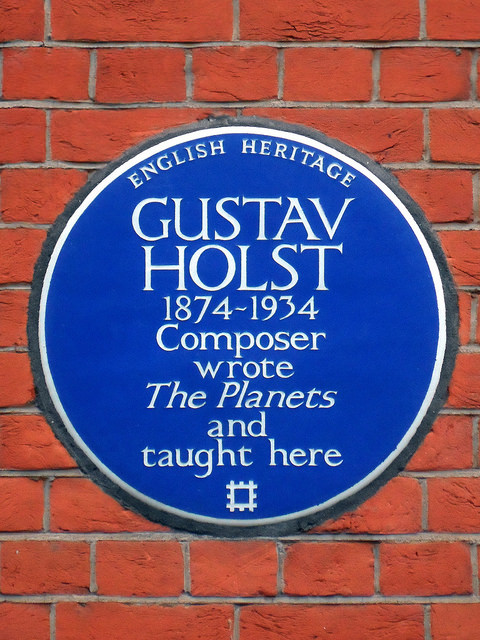 ENGLISH HERITAGE
GUSTAV
HOLST
1874-1934
Composer
wrote
The Planets
and
taught here